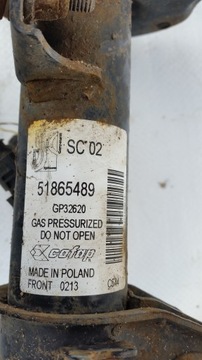 SC'02
51865489
GP32620
GAS PRESSURIZED
DO NOT OPEN
cofap
MADE IN POLAND
FRONT 0213